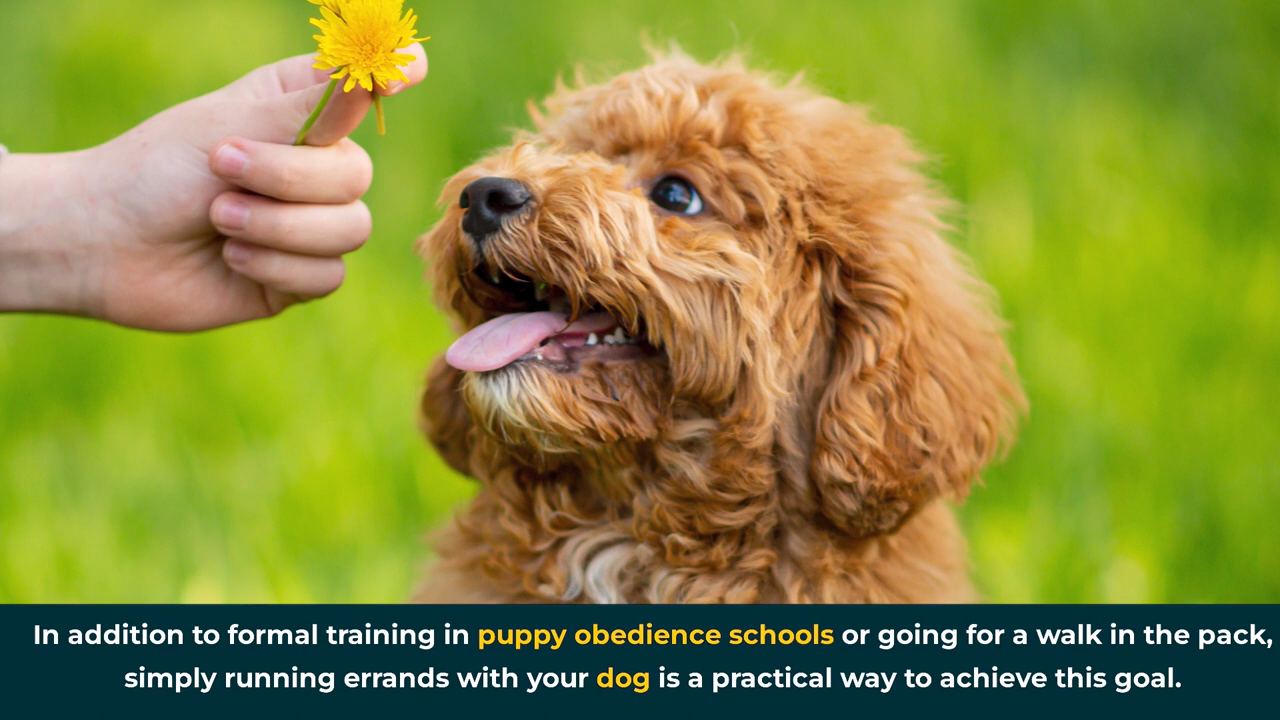 In addition to formal training in puppy obedience schools or going for a walk in the pack,
simply running errands with your dog is a practical way to achieve this goal.